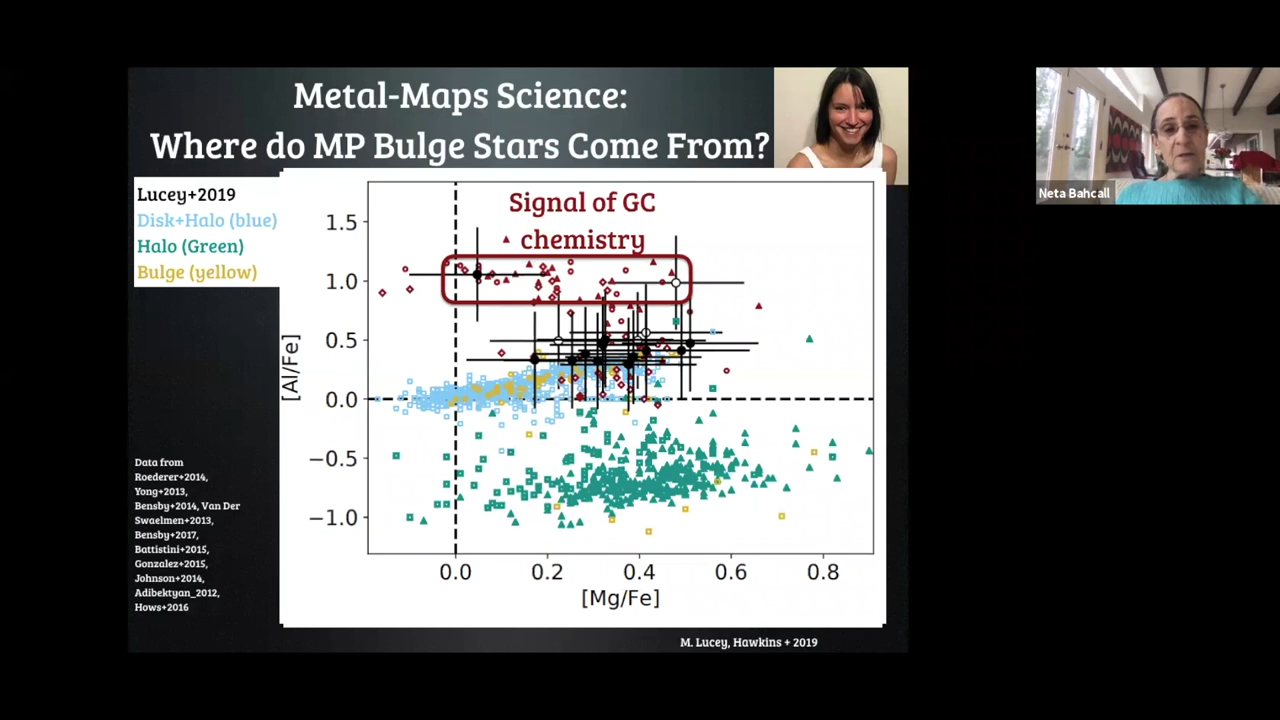 Metal-Maps Science:
Where do MP Bulge Stars Come From?
Neta Bahcall
Lucey+2019
Disk+Halo (blue)
Halo (Green)
Bulge (yellow)
Signal of GC
chemistry
1.5
1.0
0.5
0.0
−0.5
−1.0
[Al/Fe]
0.0 0.2 0.4 0.6 0.8
[Mg/Fe]
Data from
Roederer+2014,
Yong+2013,
Bensby+2014, Van Der
Swaelmen+2013,
Bensby+2017,
Battistini+2015,
Gonzalez+2015,
Johnson+2014,
Adibektyan_2012,
Hows+2016
M. Lucey, Hawkins + 2019